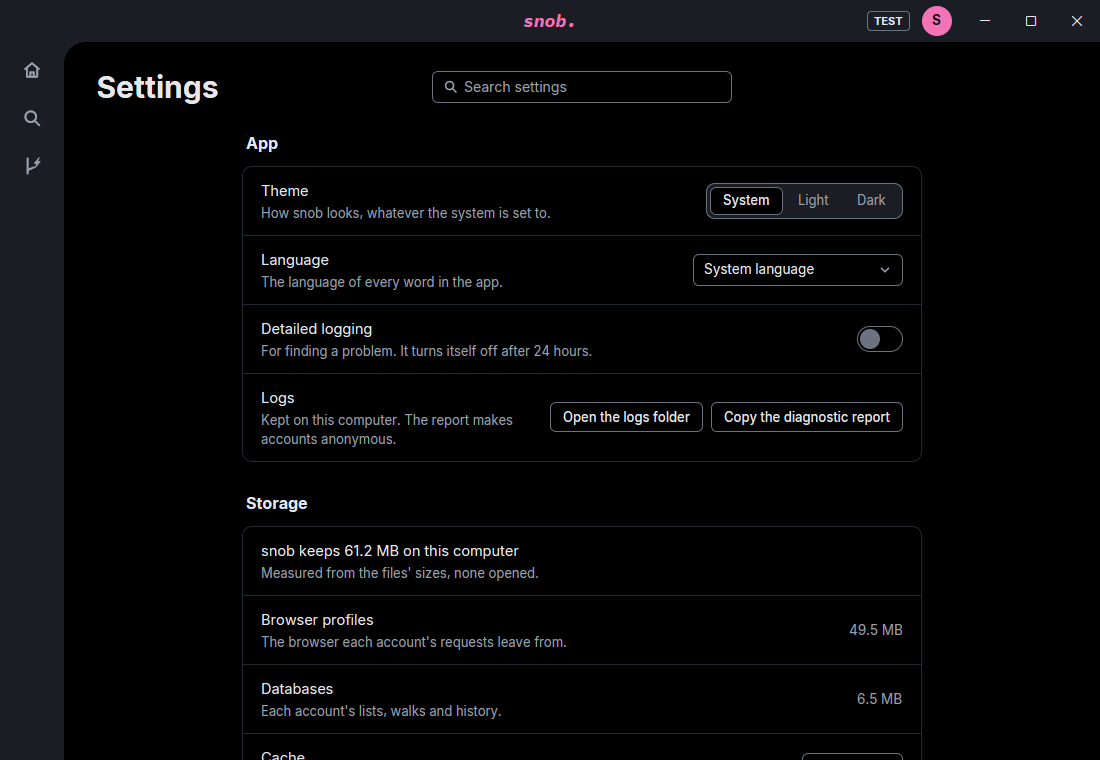 snob.
TEST
S
Settings
Search settings
App
Theme
How snob looks, whatever the system is set to.
System Light Dark
Language
The language of every word in the app.
System language
Detailed logging
For finding a problem. It turns itself off after 24 hours.
Logs
Kept on this computer. The report makes
accounts anonymous.
Open the logs folder
Copy the diagnostic report
Storage
snob keeps 61.2 MB on this computer
Measured from the files' sizes, none opened.
Browser profiles
The browser each account's requests leave from.
49.5 MB
Databases
Each account's lists, walks and history.
6.5 MB
Cache